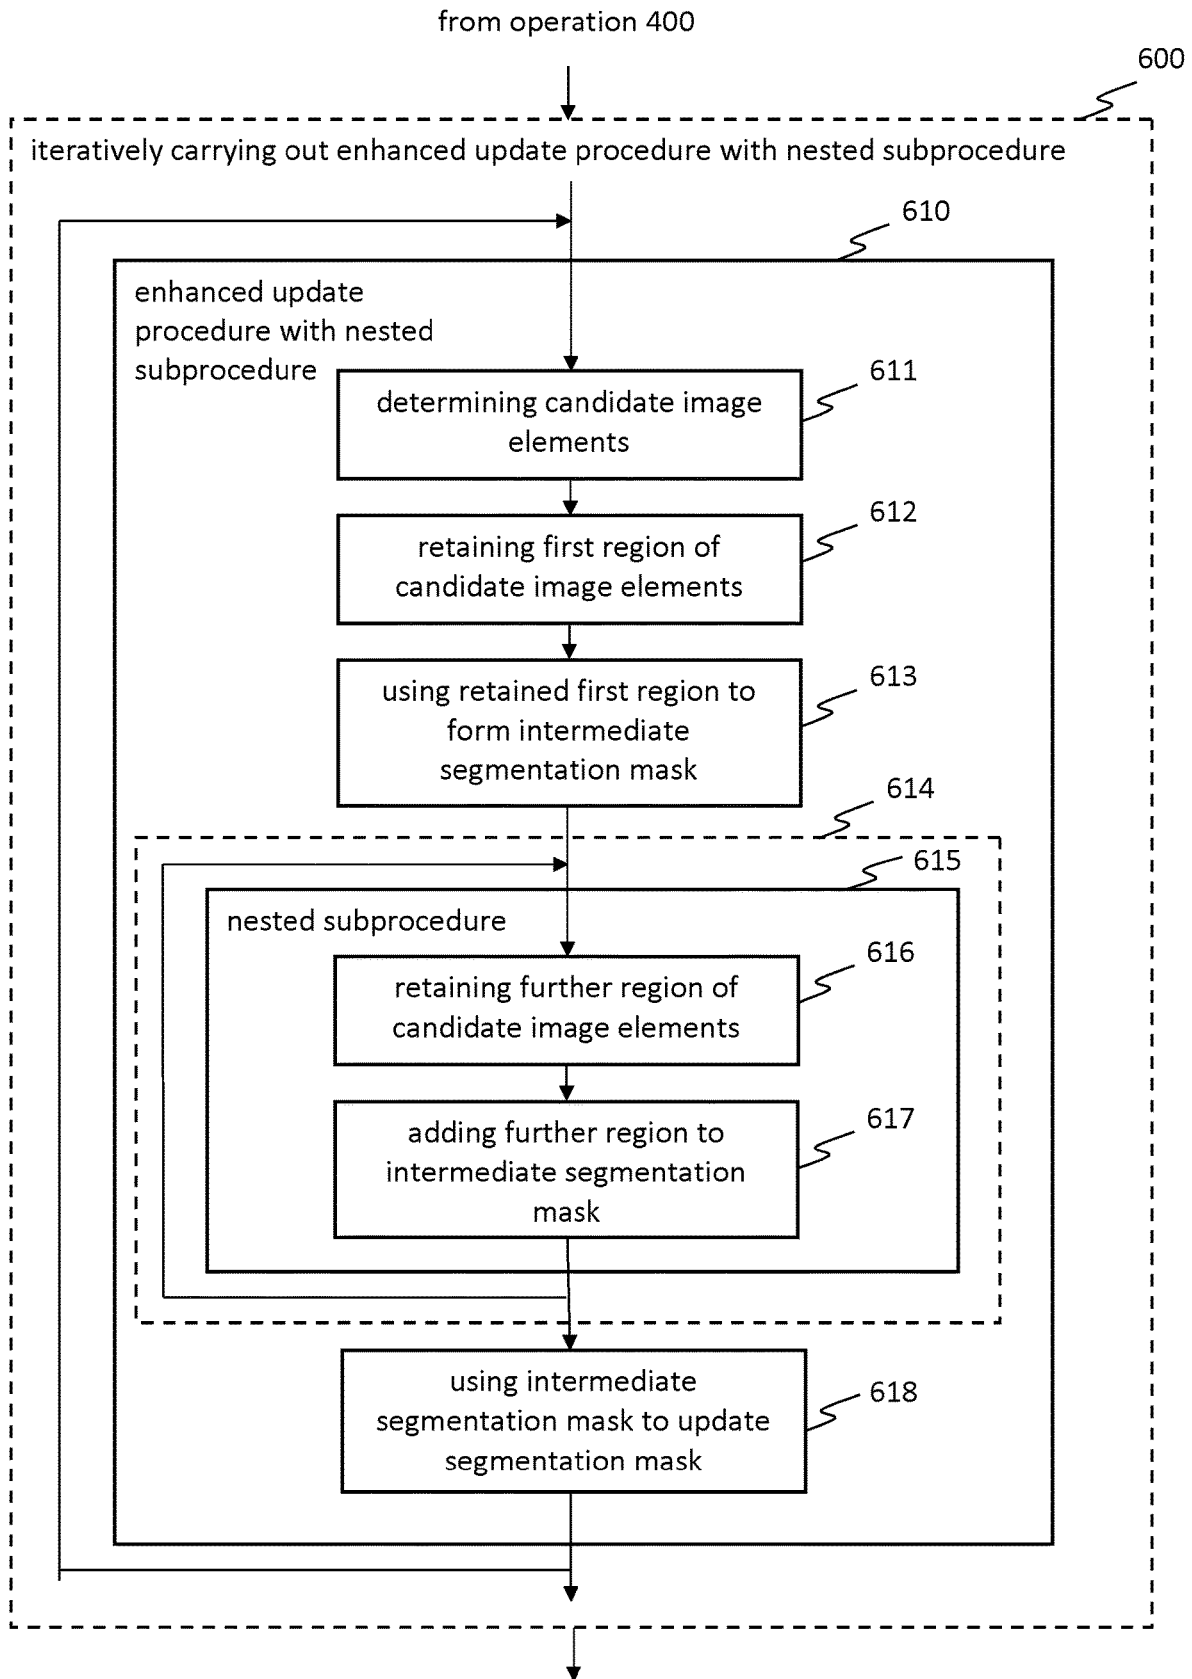 from operation 400
600
iteratively carrying out enhanced update procedure with nested subprocedure
610
enhanced update
procedure with nested
subprocedure
611
determining candidate image
elements
612
retaining first region of
candidate image elements
613
using retained first region to
form intermediate
segmentation mask
614
615
nested subprocedure
616
retaining further region of
candidate image elements
617
adding further region to
intermediate segmentation
mask
618
using intermediate
segmentation mask to update
segmentation mask